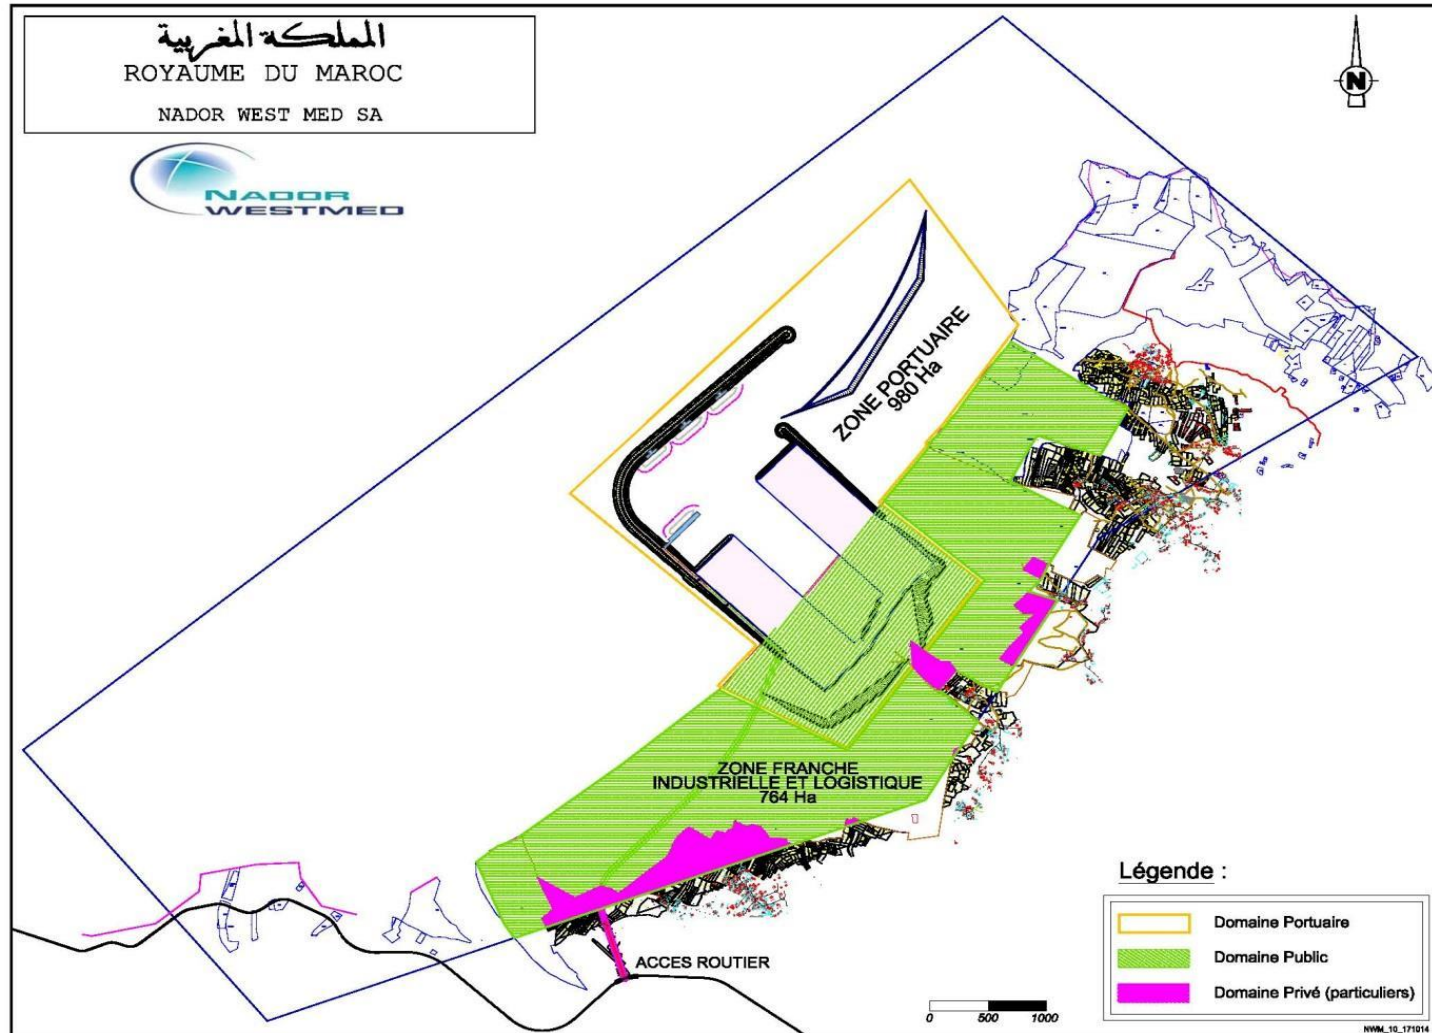 المملكة المغربية
ROYAUME DU MAROC
NADOR WEST MED SA
NADOR
WESTMED
N
ZONE PORTUAIRE
980 Ha
ZONE FRANCHE
INDUSTRIELLE ET LOGISTIQUE
764 Ha
ACCES ROUTIER
Légende :
Domaine Portuaire
Domaine Public
Domaine Privé (particuliers)
0 500 1000
NWM_10_171014